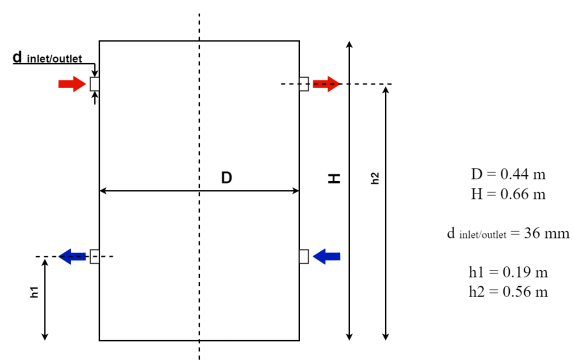 d inlet/outlet
D
H
h2
h1
D = 0.44 m
H = 0.66 m
d inlet/outlet = 36 mm
h1 = 0.19 m
h2 = 0.56 m